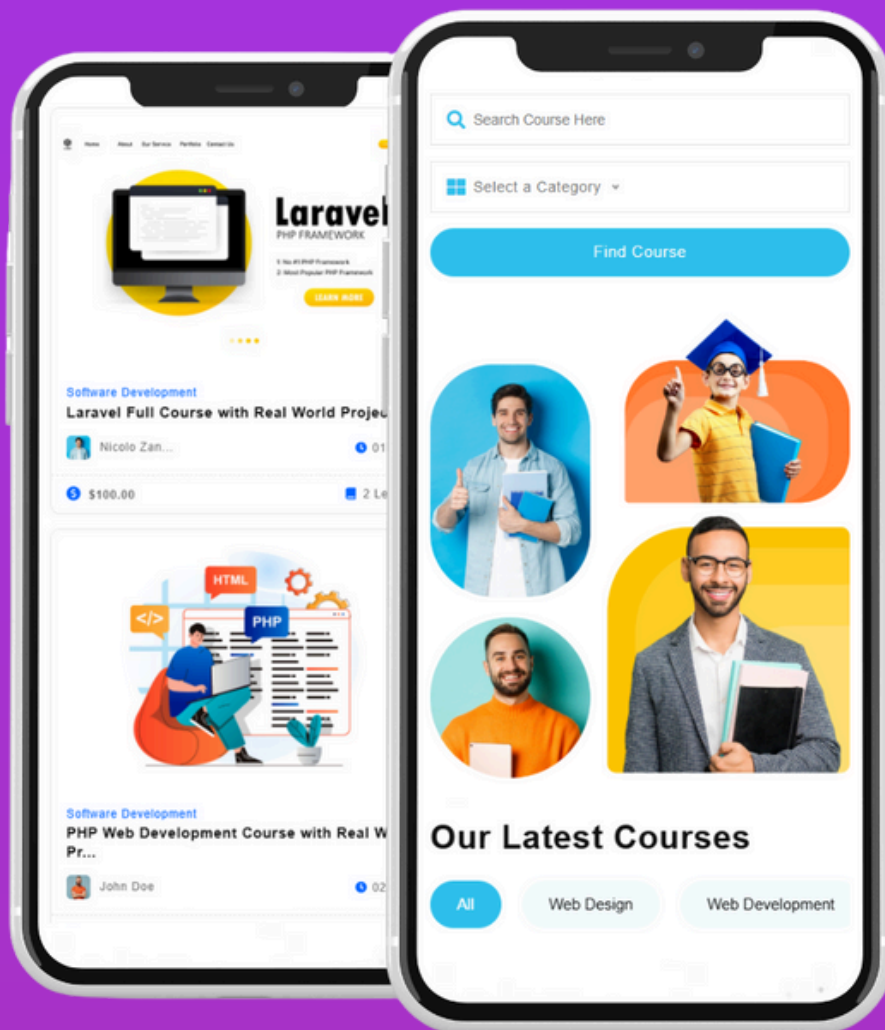 Home About Our Service Portfolio Contact Us
Laravel
PHP FRAMEWORK
1- No #1 PHP Framework
2- Most Popular PHP Framework
LEARN MORE
Software Development
Laravel Full Course with Real World Projec
Nicolo Zan...
01
$100.00
2 Le
HTML
</>
PHP
Software Development
PHP Web Development Course with Real W
Pr...
John Doe
02
Search Course Here
Select a Category
Find Course
Our Latest Courses
All
Web Design
Web Development